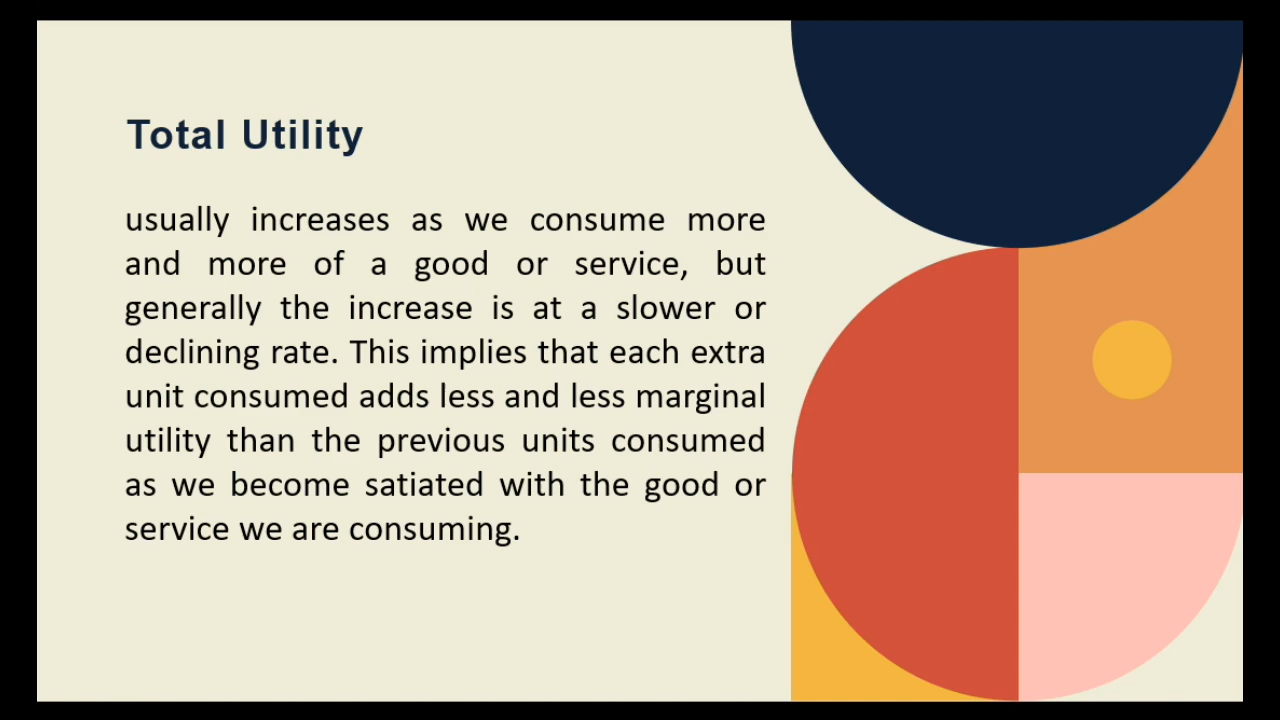 Total Utility
usually increases as we consume more
and more of a good or service, but
generally the increase is at a slower or
declining rate. This implies that each extra
unit consumed adds less and less marginal
utility than the previous units consumed
as we become satiated with the good or
service we are consuming.